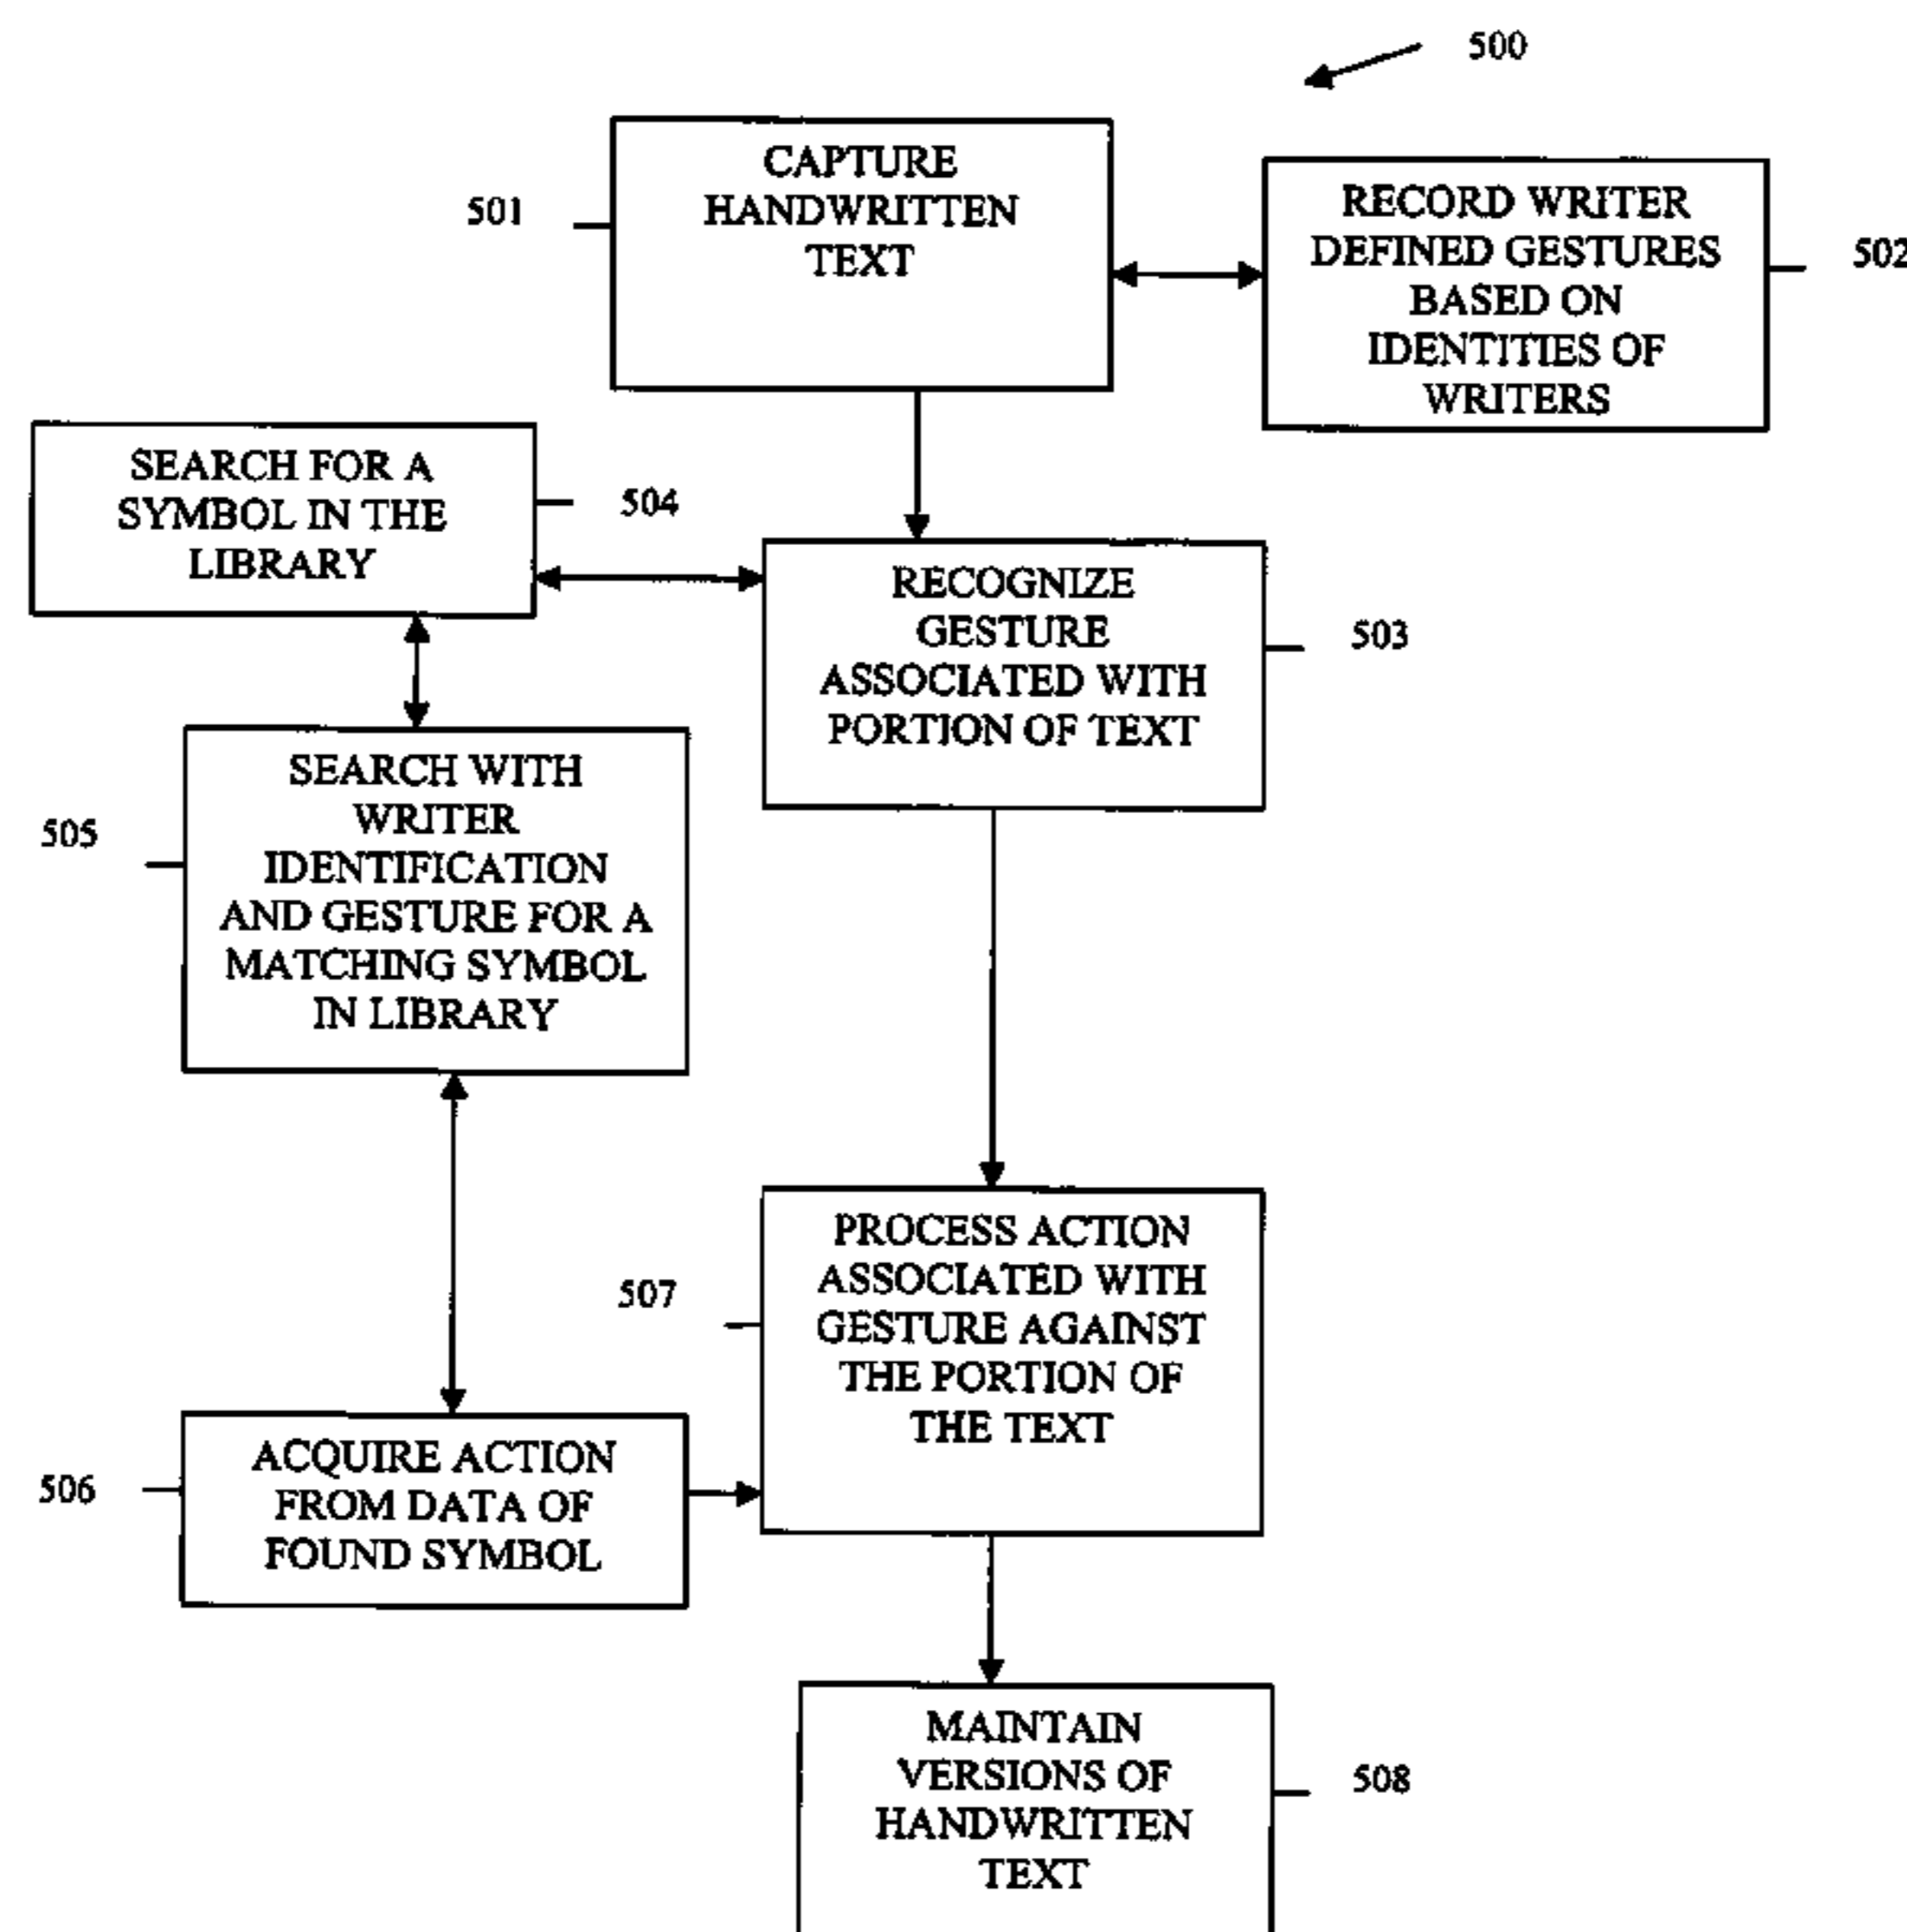 500
CAPTURE
HANDWRITTEN
TEXT
501
RECORD WRITER
DEFINED GESTURES
BASED ON
IDENTITIES OF
WRITERS
502
SEARCH FOR A
SYMBOL IN THE
LIBRARY
504
RECOGNIZE
GESTURE
ASSOCIATED WITH
PORTION OF TEXT
503
SEARCH WITH
WRITER
IDENTIFICATION
AND GESTURE FOR A
MATCHING SYMBOL
IN LIBRARY
505
PROCESS ACTION
ASSOCIATED WITH
GESTURE AGAINST
THE PORTION OF
THE TEXT
507
ACQUIRE ACTION
FROM DATA OF
FOUND SYMBOL
506
MAINTAIN
VERSIONS OF
HANDWRITTEN
TEXT
508